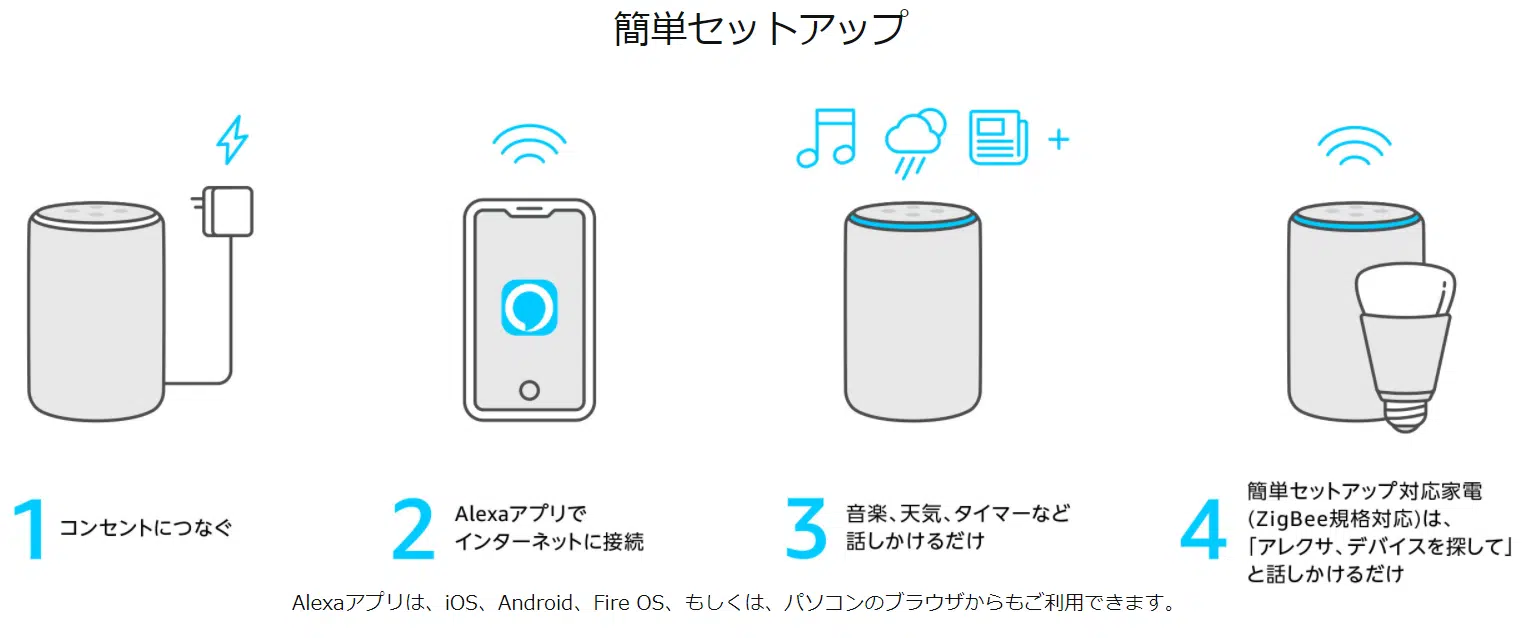 簡単セットアップ
1 コンセントにつなぐ
2 Alexaアプリで
インターネットに接続
3 音楽、天気、タイマーなど
話しかけるだけ
4 簡単セットアップ対応家電
(ZigBee規格対応)は、
「アレクサ、デバイスを探して」
と話しかけるだけ
Alexaアプリは、iOS、Android、Fire OS、もしくは、パソコンのブラウザからもご利用できます。